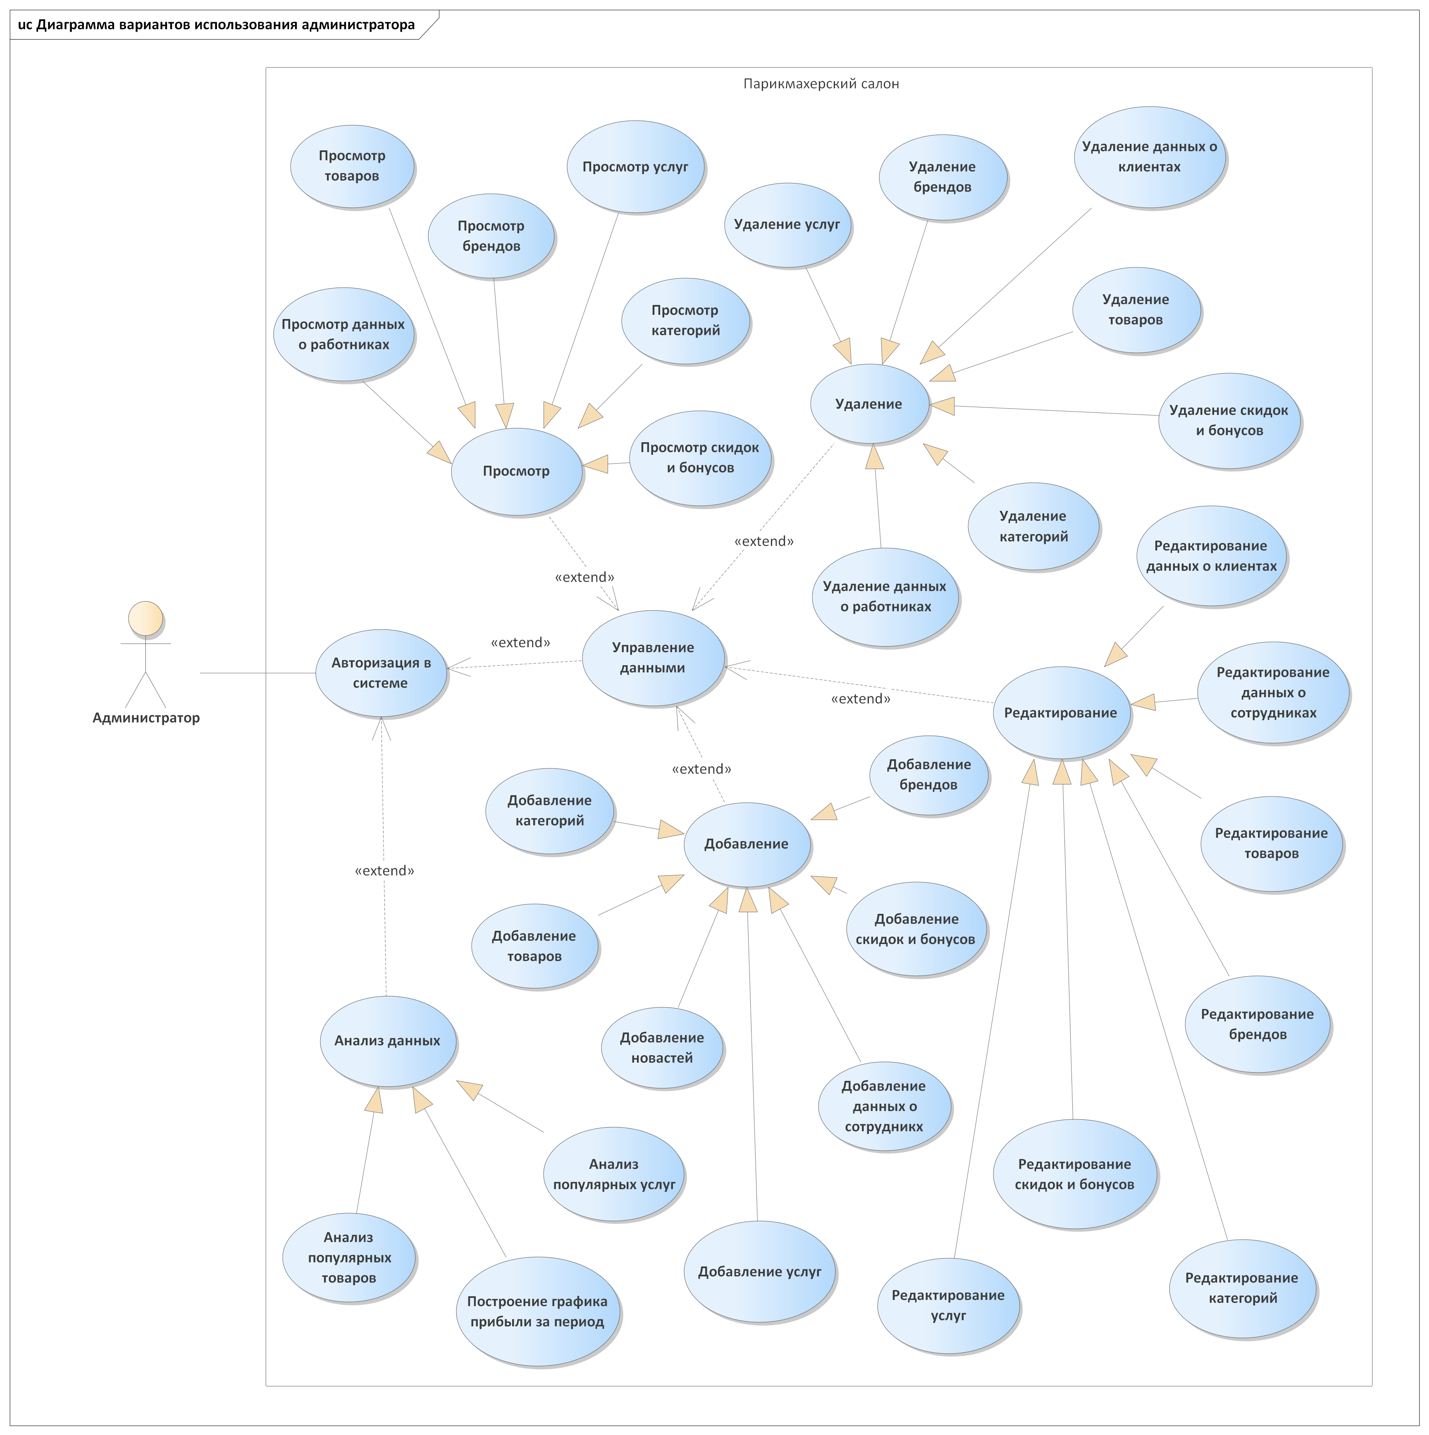 uc Диаграмма вариантов использования администратора
Парикмахерский салон
Просмотр
товаров
Просмотр услуг
Удаление
брендов
Удаление данных о
клиентах
Просмотр
брендов
Удаление услуг
Просмотр данных
о работниках
Просмотр
категорий
Удаление
товаров
Просмотр
Просмотр скидок
и бонусов
Удаление
Удаление скидок
и бонусов
Удаление
категорий
«extend»
«extend»
Удаление данных
о работниках
Редактирование
данных о клиентах
Администратор
Авторизация в
системе
«extend»
Управление
данными
«extend»
Редактирование
Редактирование
данных о
сотрудниках
«extend»
Добавление
категорий
Добавление
Добавление
брендов
Редактирование
товаров
«extend»
Добавление
товаров
Добавление
скидок и бонусов
Анализ данных
Добавление
новастей
Добавление
данных о
сотрудникх
Редактирование
брендов
Анализ
популярных услуг
Редактирование
скидок и бонусов
Анализ
популярных
товаров
Построение графика
прибыли за период
Добавление услуг
Редактирование
услуг
Редактирование
категорий